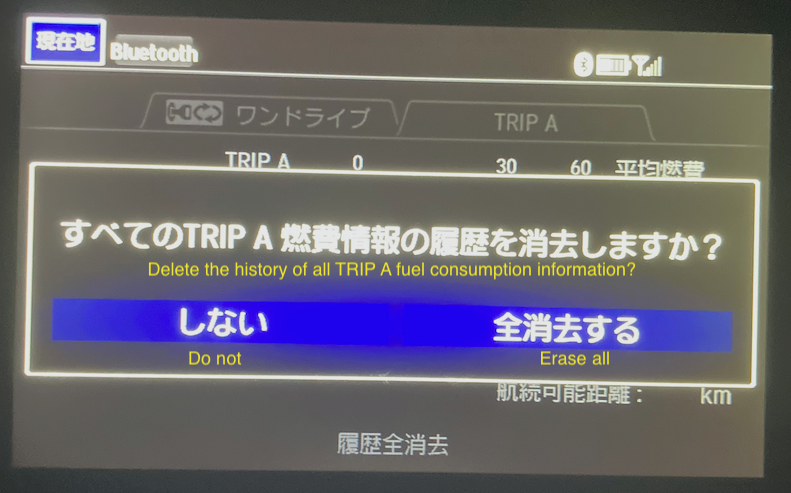 現在地 Bluetooth
ワンドライブ TRIP A
TRIP A 0 30 60 平均燃費
すべてのTRIP A 燃費情報の履歴を消去しますか？
Delete the history of all TRIP A fuel consumption information?
しない 全消去する
Do not Erase all
航続可能距離： km
履歴全消去